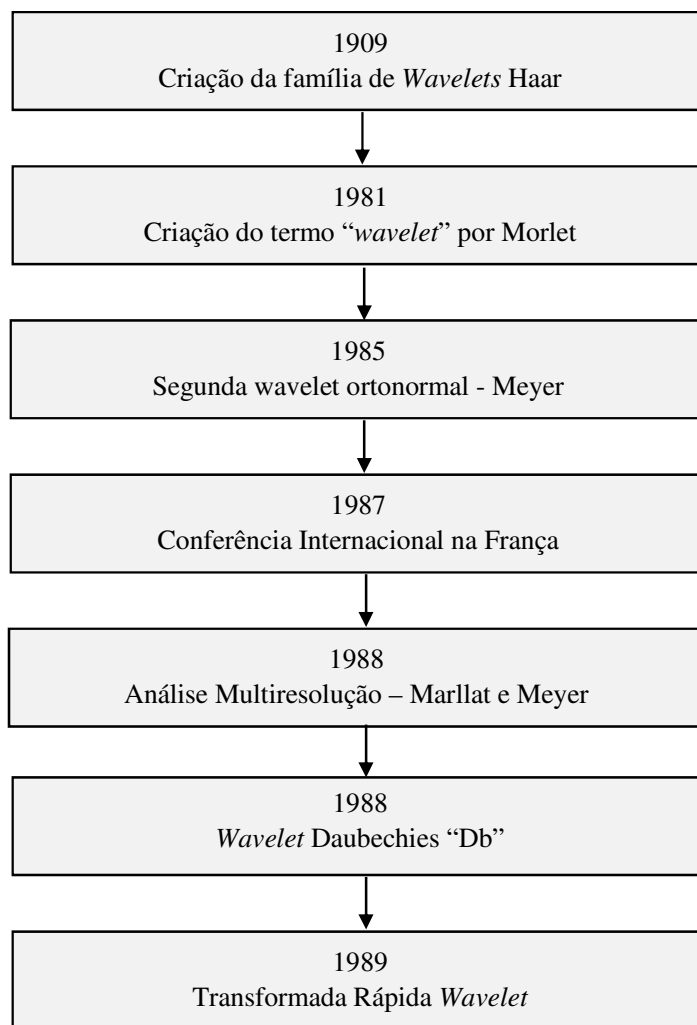 1909
Criação da família de Wavelets Haar
1981
Criação do termo “wavelet” por Morlet
1985
Segunda wavelet ortonormal - Meyer
1987
Conferência Internacional na França
1988
Análise Multiresolução – Marllat e Meyer
1988
Wavelet Daubechies “Db”
1989
Transformada Rápida Wavelet